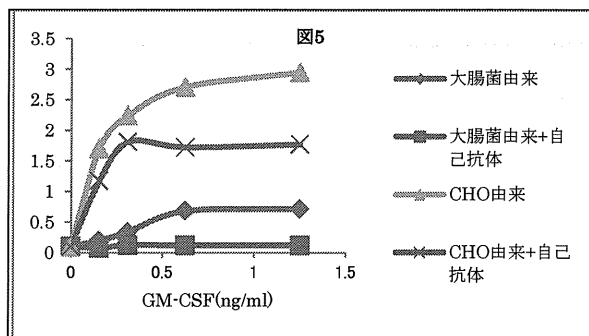 図5
3.5
3
2.5
2
1.5
1
0.5
0
0
0.5
1
1.5
GM-CSF(ng/ml)
大腸菌由来
大腸菌由来+自
己抗体
CHO由来
CHO由来+自己
抗体